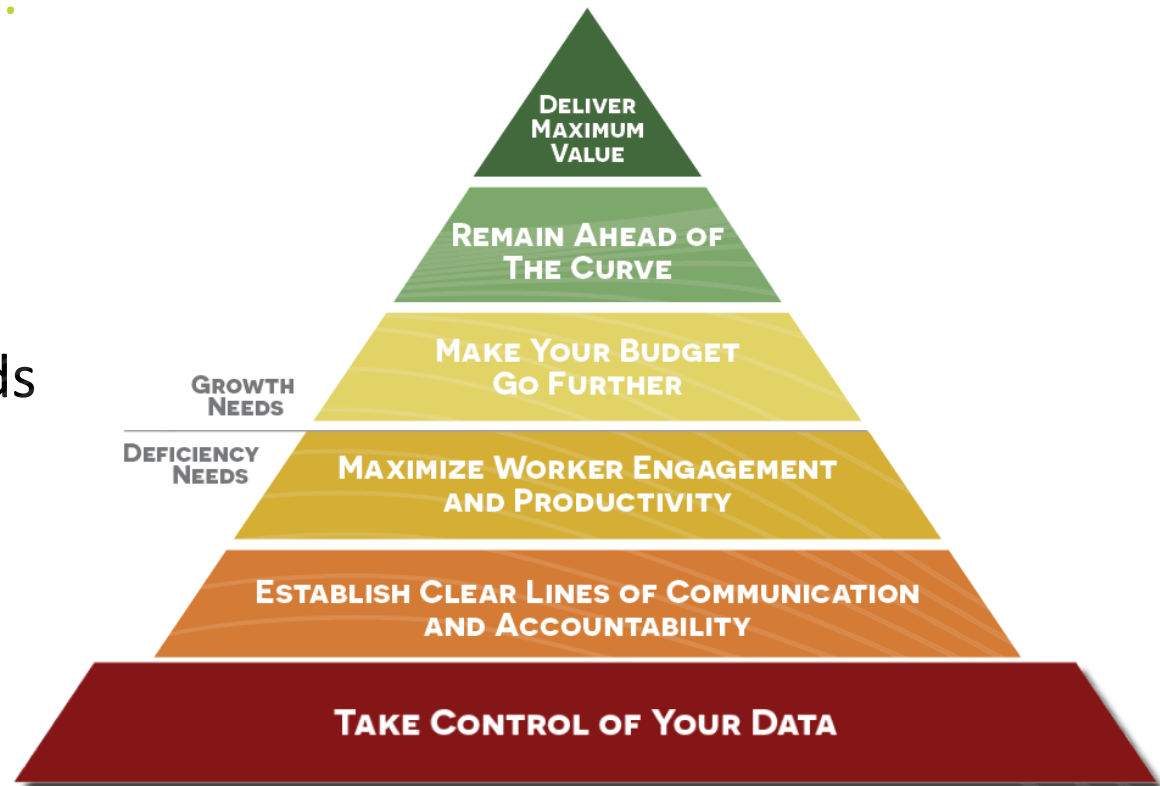 DELIVER
MAXIMUM
VALUE
REMAIN AHEAD OF
THE CURVE
MAKE YOUR BUDGET
GO FURTHER
GROWTH
NEEDS
DEFICIENCY
NEEDS
MAXIMIZE WORKER ENGAGEMENT
AND PRODUCTIVITY
ESTABLISH CLEAR LINES OF COMMUNICATION
AND ACCOUNTABILITY
TAKE CONTROL OF YOUR DATA